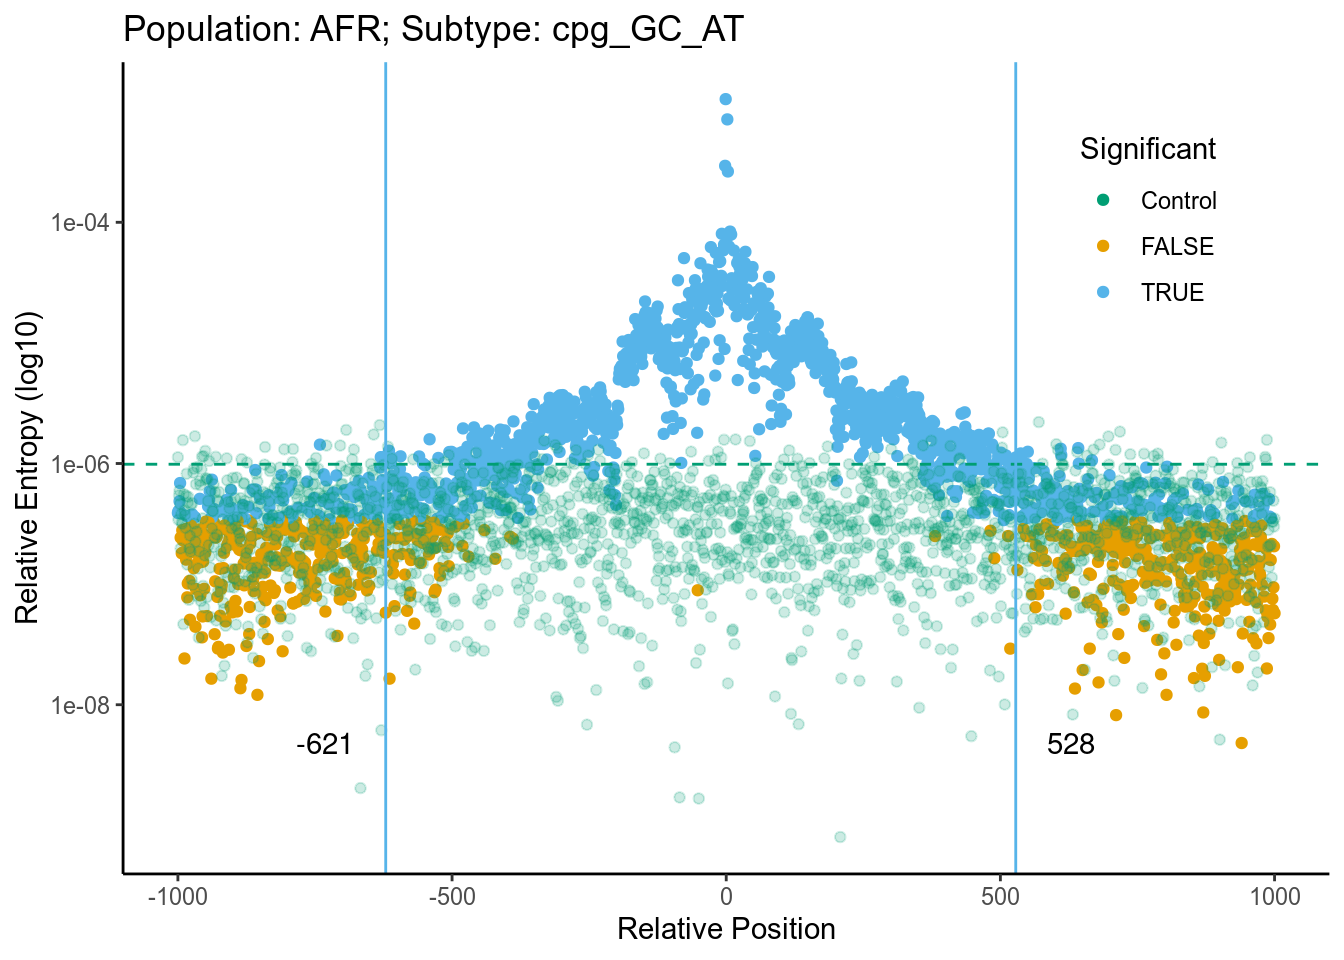 Population: AFR; Subtype: cpg_GC_AT
Significant
Control
FALSE
TRUE
Relative Entropy (log10)
1e-04
1e-06
1e-08
-621
528
-1000
-500
0
500
1000
Relative Position